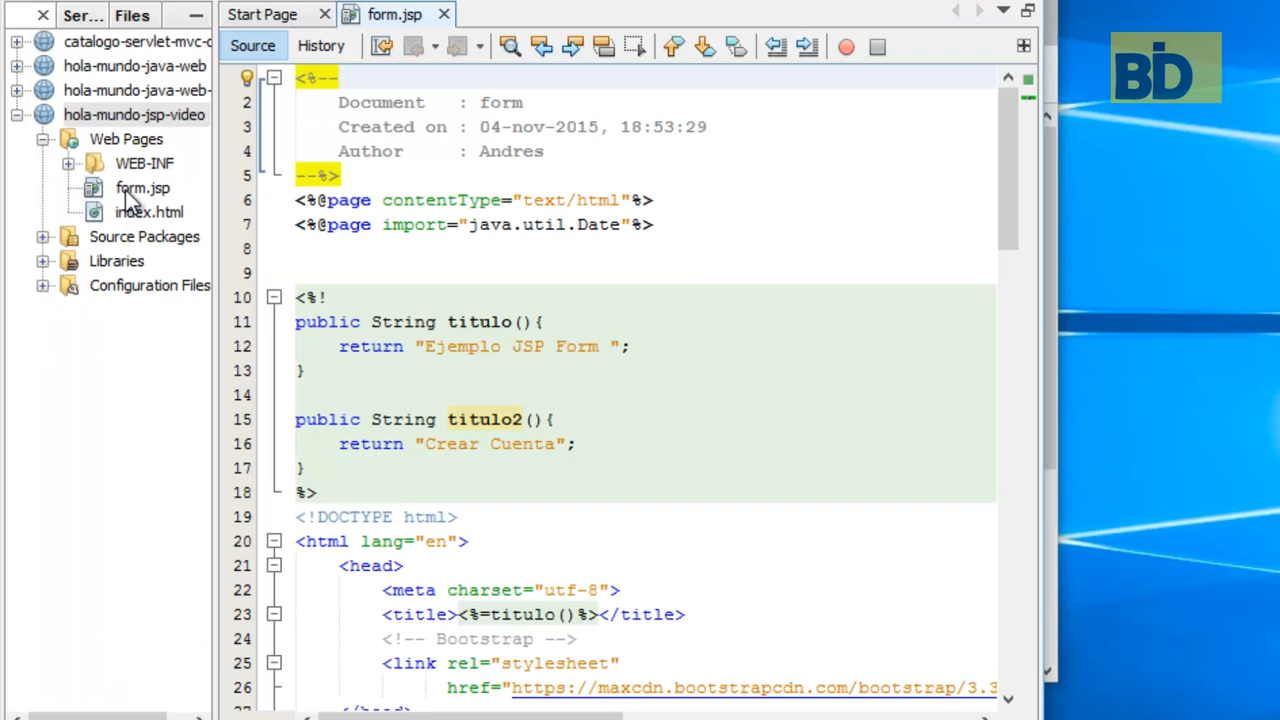 Ser... Files
catalogo-servlet-mvc-
hola-mundo-java-web
hola-mundo-java-web-
hola-mundo-jsp-video
Web Pages
WEB-INF
form.jsp
index.html
Source Packages
Libraries
Configuration Files
Start Page form.jsp
Source History
<%--
2 Document : form
3 Created on : 04-nov-2015, 18:53:29
4 Author : Andres
5 --%>
6 <%@page contentType="text/html"%>
7 <%@page import="java.util.Date"%>
8
9
10 <%!
11 public String titulo(){
12 return "Ejemplo JSP Form ";
13 }
14
15 public String titulo2(){
16 return "Crear Cuenta";
17 }
18 %>
19 <!DOCTYPE html>
20 <html lang="en">
21 <head>
22 <meta charset="utf-8">
23 <title><%=titulo()%></title>
24 <!-- Bootstrap -->
25 <link rel="stylesheet"
26 href="https://maxcdn.bootstrapcdn.com/bootstrap/3.3
BiD